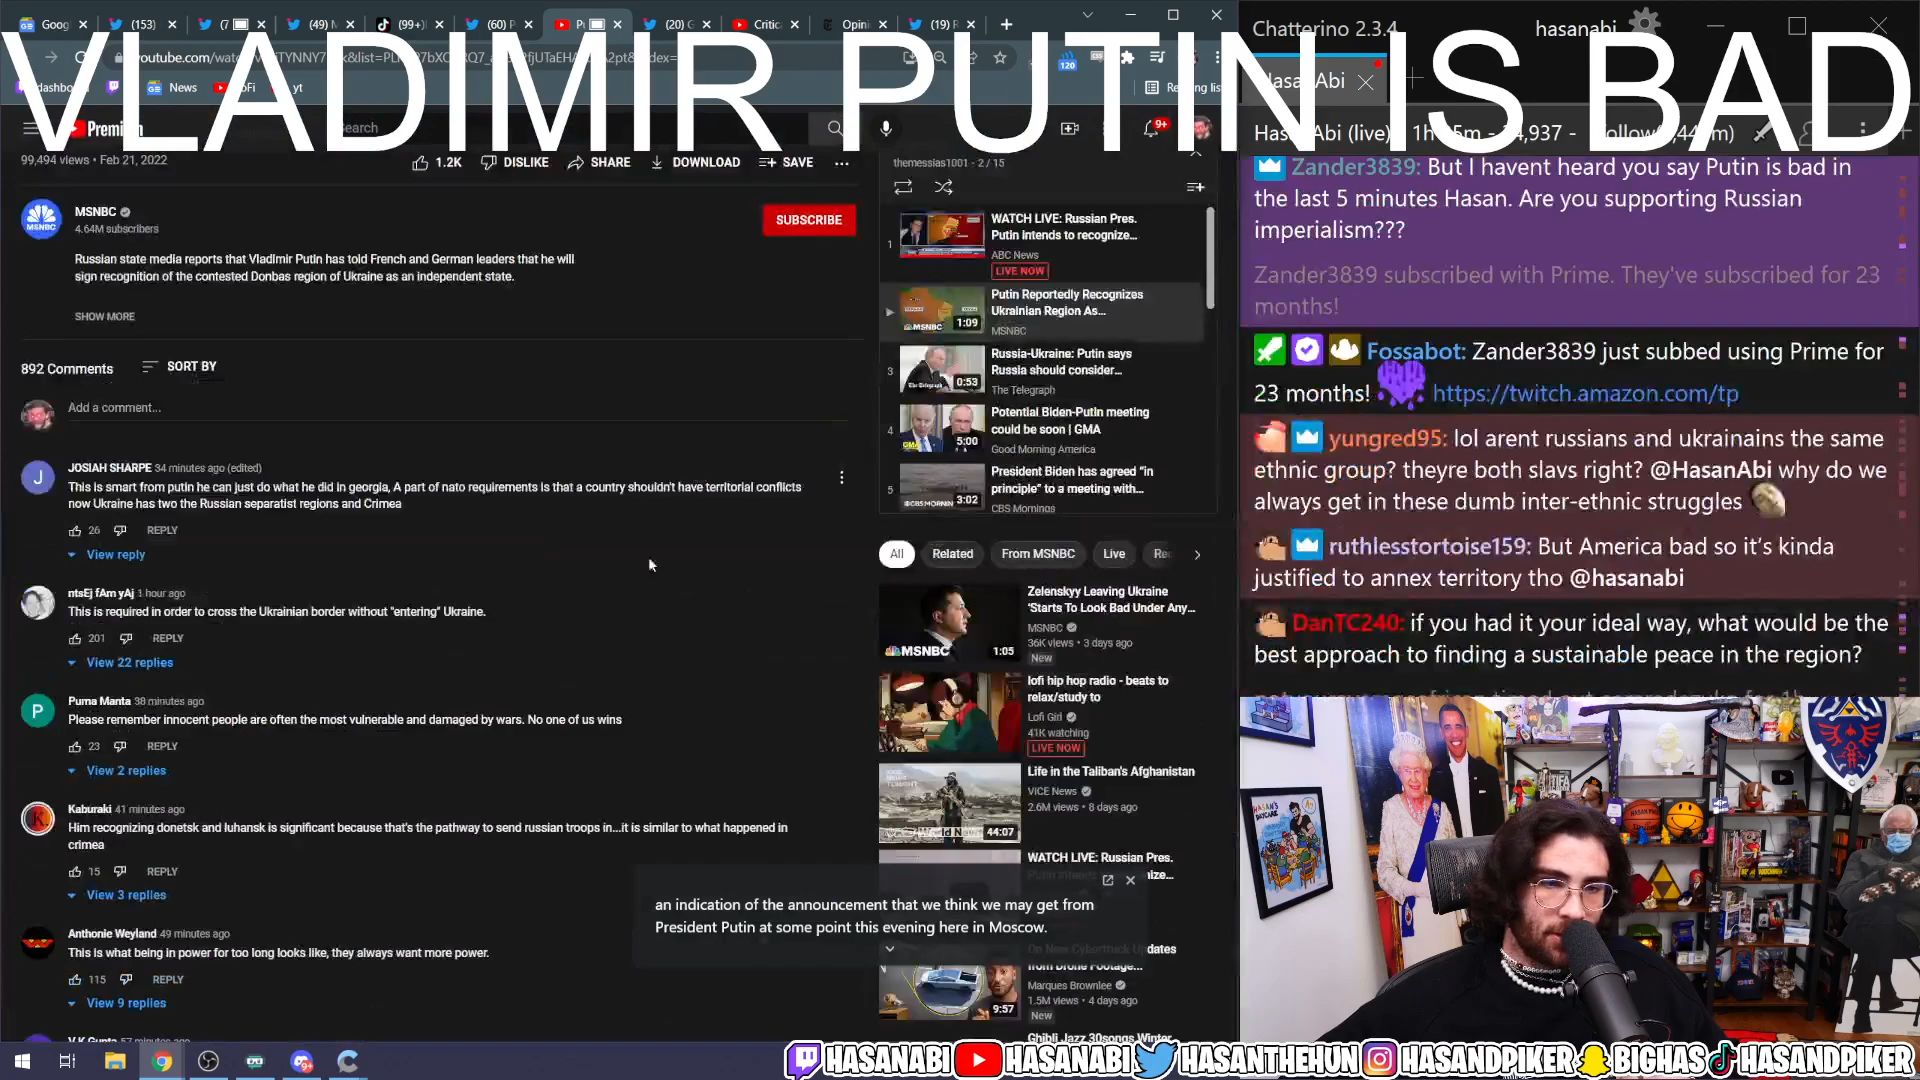 VLADIMIR PUTIN IS BAD
Goog
(153)
(7
(49)
(99+)
(60) P
(20) G
Critic
Opin
(19) R
News
yt
Premium
Search
9+
120
99,494 views • Feb 21, 2022
1.2K
DISLIKE
SHARE
DOWNLOAD
SAVE
MSNBC
4.64M subscribers
SUBSCRIBE
Russian state media reports that Vladimir Putin has told French and German leaders that he will
sign recognition of the contested Donbas region of Ukraine as an independent state.
SHOW MORE
892 Comments
SORT BY
Add a comment...
JOSIAH SHARPE 34 minutes ago (edited)
This is smart from putin he can just do what he did in georgia, A part of nato requirements is that a country shouldn't have territorial conflicts
now Ukraine has two the Russian separatist regions and Crimea
26
REPLY
View reply
ntsEj fAm yAj 1 hour ago
This is required in order to cross the Ukrainian border without "entering" Ukraine.
201
REPLY
View 22 replies
Puma Manta 38 minutes ago
Please remember innocent people are often the most vulnerable and damaged by wars. No one of us wins
23
REPLY
View 2 replies
Kaburaki 41 minutes ago
Him recognizing donetsk and luhansk is significant because that's the pathway to send russian troops in...it is similar to what happened in
crimea
15
REPLY
View 3 replies
Anthonie Weyland 49 minutes ago
This is what being in power for too long looks like, they always want more power.
115
REPLY
View 9 replies
V K Gupta 57 minutes ago
an indication of the announcement that we think we may get from
President Putin at some point this evening here in Moscow.
themessias1001 - 2 / 15
1
WATCH LIVE: Russian Pres.
Putin intends to recognize...
ABC News
LIVE NOW
Putin Reportedly Recognizes
Ukrainian Region As...
MSNBC
1:09
3
Russia-Ukraine: Putin says
Russia should consider...
The Telegraph
0:53
4
Potential Biden-Putin meeting
could be soon | GMA
Good Morning America
5:00
5
President Biden has agreed "in
principle" to a meeting with...
CBS Mornings
3:02
All
Related
From MSNBC
Live
Rec
Zelenskyy Leaving Ukraine
'Starts To Look Bad Under Any...
MSNBC
36K views • 3 days ago
New
1:05
lofi hip hop radio - beats to
relax/study to
Lofi Girl
41K watching
LIVE NOW
Life in the Taliban's Afghanistan
VICE News
2.6M views • 8 days ago
44:07
WATCH LIVE: Russian Pres.
Marques Brownlee
1.5M views • 4 days ago
New
9:57
Ghibli Jazz 30songs Winter
Chatterino 2.3.4
hasanabi
HasanAbi
Zander3839: But I havent heard you say Putin is bad in
the last 5 minutes Hasan. Are you supporting Russian
imperialism???
Zander3839 subscribed with Prime. They've subscribed for 23
months!
Fossabot: Zander3839 just subbed using Prime for
23 months! https://twitch.amazon.com/tp
yungred95: lol arent russians and ukrainains the same
ethnic group? theyre both slavs right? @HasanAbi why do we
always get in these dumb inter-ethnic struggles
ruthlesstortoise159: But America bad so it's kinda
justified to annex territory tho @hasanabi
DanTC240: if you had it your ideal way, what would be the
best approach to finding a sustainable peace in the region?
HASANABI
HASANABI
HASANTHEHUN
HASANDPIKER
BIGHAS
HASANDPIKER